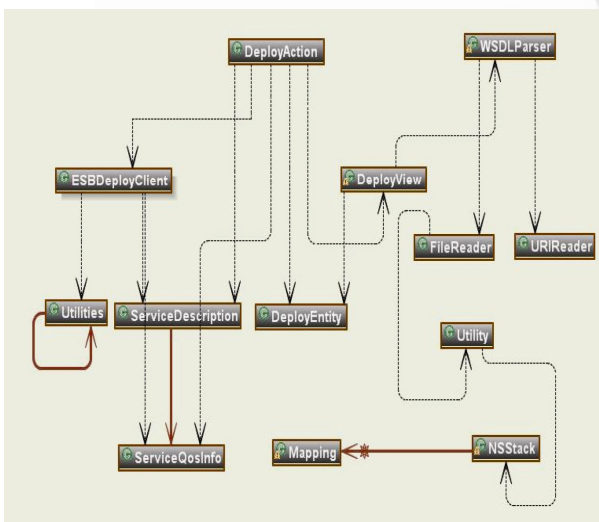 DeployAction
WSDLParser
ESBDeployClient
DeployView
FileReader
URIReader
Utilities
ServiceDescription
DeployEntity
Utility
ServiceQosInfo
Mapping
NSStack